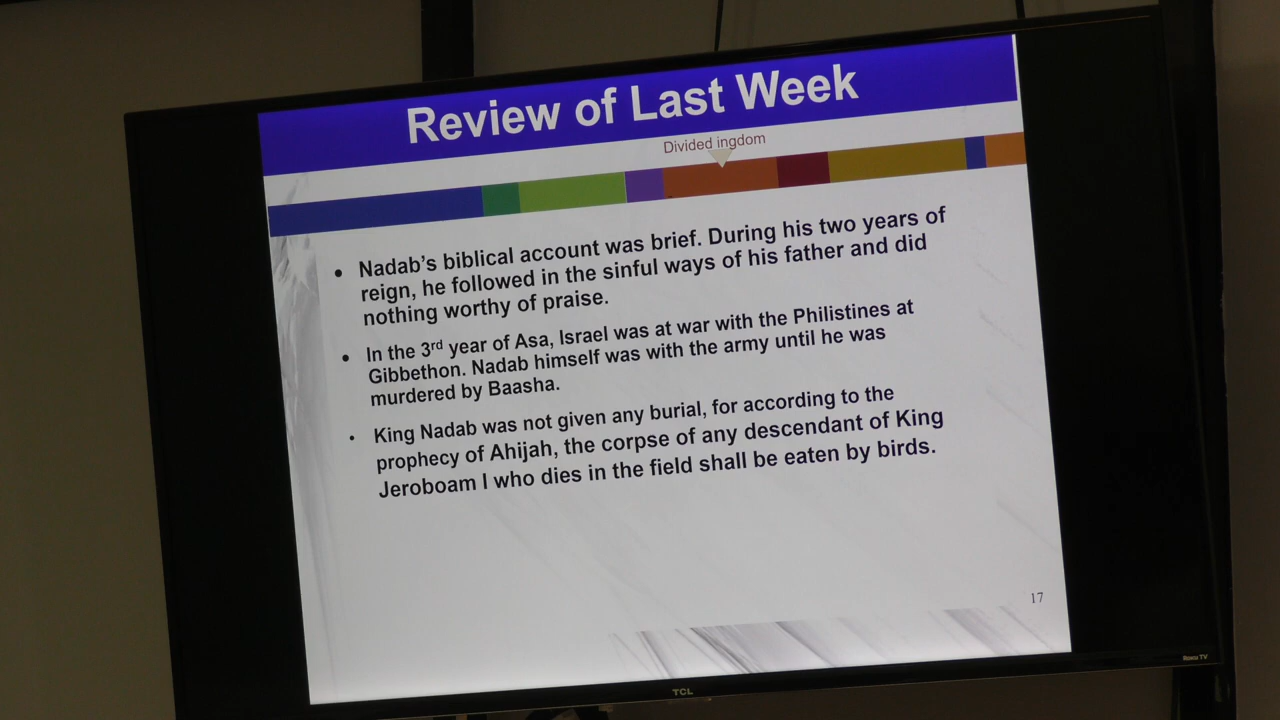 Review of Last Week
Divided ingdom
• Nadab's biblical account was brief. During his two years of
reign, he followed in the sinful ways of his father and did
nothing worthy of praise.
• In the 3rd year of Asa, Israel was at war with the Philistines at
Gibbethon. Nadab himself was with the army until he was
murdered by Baasha.
• King Nadab was not given any burial, for according to the
prophecy of Ahijah, the corpse of any descendant of King
Jeroboam I who dies in the field shall be eaten by birds.
17
TCL
Roku TV